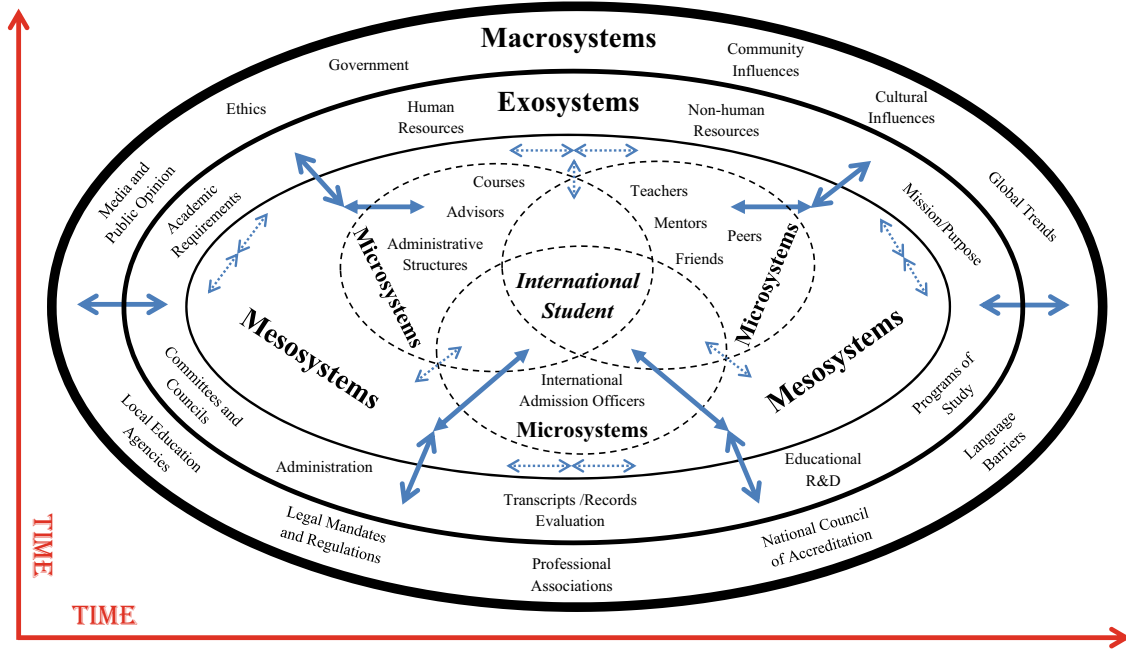 Macrosystems
Government
Community
Influences
Ethics
Cultural
Influences
Media and
Public Opinion
Global Trends
Exosystems
Human
Resources
Non-human
Resources
Academic
Requirements
Mission/Purpose
Courses
Advisors
Administrative
Structures
Microsystems
Teachers
Mentors
Peers
Friends
Microsystems
International
Student
Mesosystems
Mesosystems
International
Admission Officers
Microsystems
Committees and
Councils
Programs of
Study
Local Education
Agencies
Language
Barriers
Administration
Educational
R&D
Transcripts /Records
Evaluation
Legal Mandates
and Regulations
National Council
of Accreditation
Professional
Associations
TIME
TIME